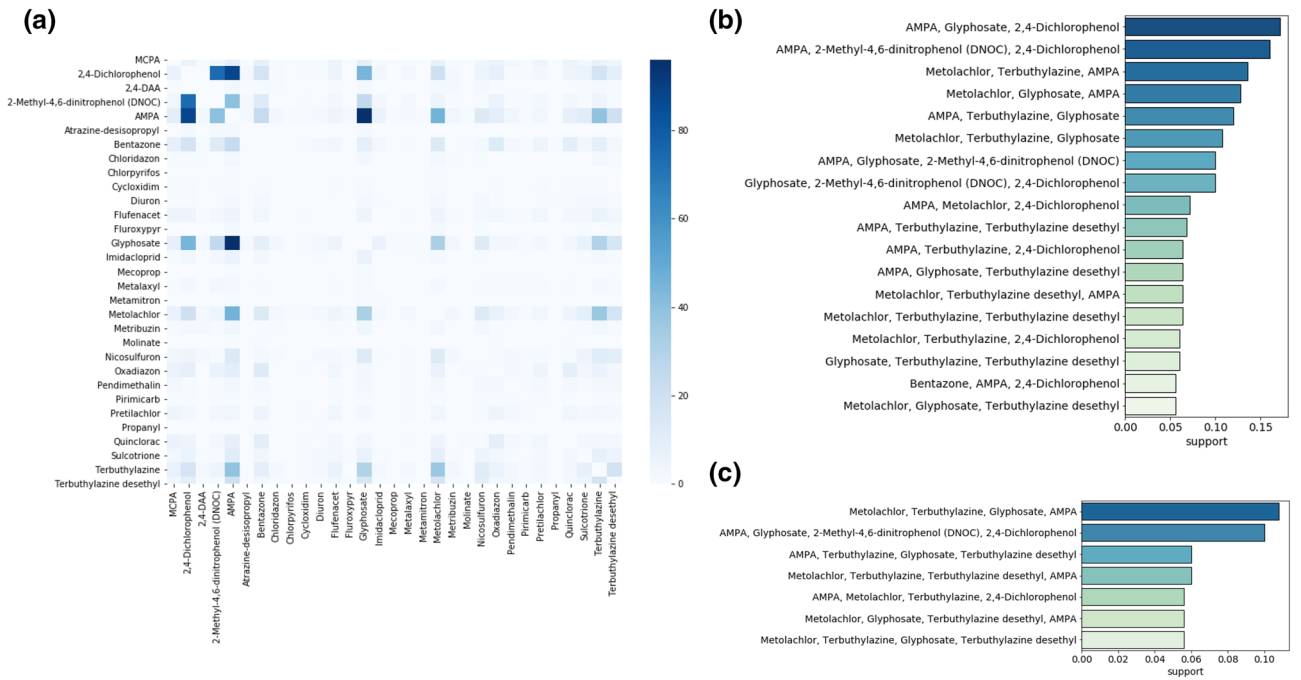 (a)
MCPA
2,4-Dichlorophenol
2,4-DAA
2-Methyl-4,6-dinitrophenol (DNOC)
AMPA
Atrazine-desisopropyl
Bentazone
Chloridazon
Chlorpyrifos
Cycloxidim
Diuron
Flufenacet
Fluroxypyr
Glyphosate
Imidacloprid
Mecoprop
Metalaxyl
Metamitron
Metolachlor
Metribuzin
Molinate
Nicosulfuron
Oxadiazon
Pendimethalin
Pirimicarb
Pretilachlor
Propanyl
Quinclorac
Sulcotrione
Terbuthylazine
Terbuthylazine desethyl
MCPA
2,4-Dichlorophenol
2,4-DAA
2-Methyl-4,6-dinitrophenol (DNOC)
AMPA
Atrazine-desisopropyl
Bentazone
Chloridazon
Chlorpyrifos
Cycloxidim
Diuron
Flufenacet
Fluroxypyr
Glyphosate
Imidacloprid
Mecoprop
Metalaxyl
Metamitron
Metolachlor
Metribuzin
Molinate
Nicosulfuron
Oxadiazon
Pendimethalin
Pirimicarb
Pretilachlor
Propanyl
Quinclorac
Sulcotrione
Terbuthylazine
Terbuthylazine desethyl
80
60
40
20
0
(b)
AMPA, Glyphosate, 2,4-Dichlorophenol
AMPA, 2-Methyl-4,6-dinitrophenol (DNOC), 2,4-Dichlorophenol
Metolachlor, Terbuthylazine, AMPA
Metolachlor, Glyphosate, AMPA
AMPA, Terbuthylazine, Glyphosate
Metolachlor, Terbuthylazine, Glyphosate
AMPA, Glyphosate, 2-Methyl-4,6-dinitrophenol (DNOC)
Glyphosate, 2-Methyl-4,6-dinitrophenol (DNOC), 2,4-Dichlorophenol
AMPA, Metolachlor, 2,4-Dichlorophenol
AMPA, Terbuthylazine, Terbuthylazine desethyl
AMPA, Terbuthylazine, 2,4-Dichlorophenol
AMPA, Glyphosate, Terbuthylazine desethyl
Metolachlor, Terbuthylazine desethyl, AMPA
Metolachlor, Terbuthylazine, Terbuthylazine desethyl
Metolachlor, Terbuthylazine, 2,4-Dichlorophenol
Glyphosate, Terbuthylazine, Terbuthylazine desethyl
Bentazone, AMPA, 2,4-Dichlorophenol
Metolachlor, Glyphosate, Terbuthylazine desethyl
0.00 0.05 0.10 0.15
support
(c)
Metolachlor, Terbuthylazine, Glyphosate, AMPA
AMPA, Glyphosate, 2-Methyl-4,6-dinitrophenol (DNOC), 2,4-Dichlorophenol
AMPA, Terbuthylazine, Glyphosate, Terbuthylazine desethyl
Metolachlor, Terbuthylazine, Terbuthylazine desethyl, AMPA
AMPA, Metolachlor, Terbuthylazine, 2,4-Dichlorophenol
Metolachlor, Glyphosate, Terbuthylazine desethyl, AMPA
Metolachlor, Terbuthylazine, Glyphosate, Terbuthylazine desethyl
0.00 0.02 0.04 0.06 0.08 0.10
support